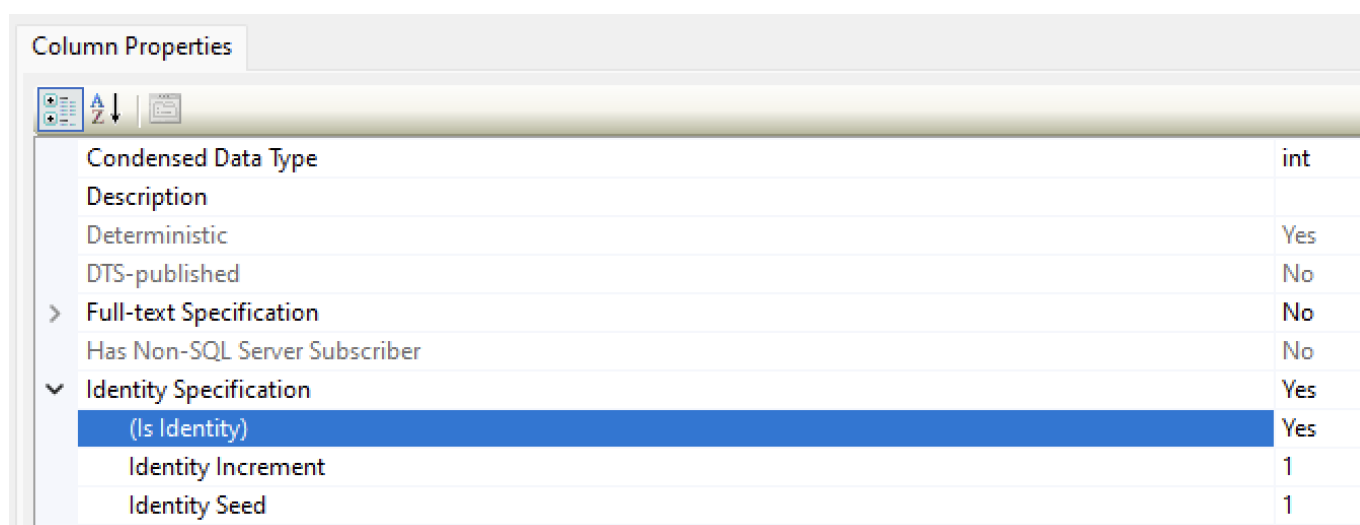 Column Properties
A
Z
Condensed Data Type int
Description
Deterministic Yes
DTS-published No
Full-text Specification No
Has Non-SQL Server Subscriber No
Identity Specification Yes
(Is Identity) Yes
Identity Increment 1
Identity Seed 1